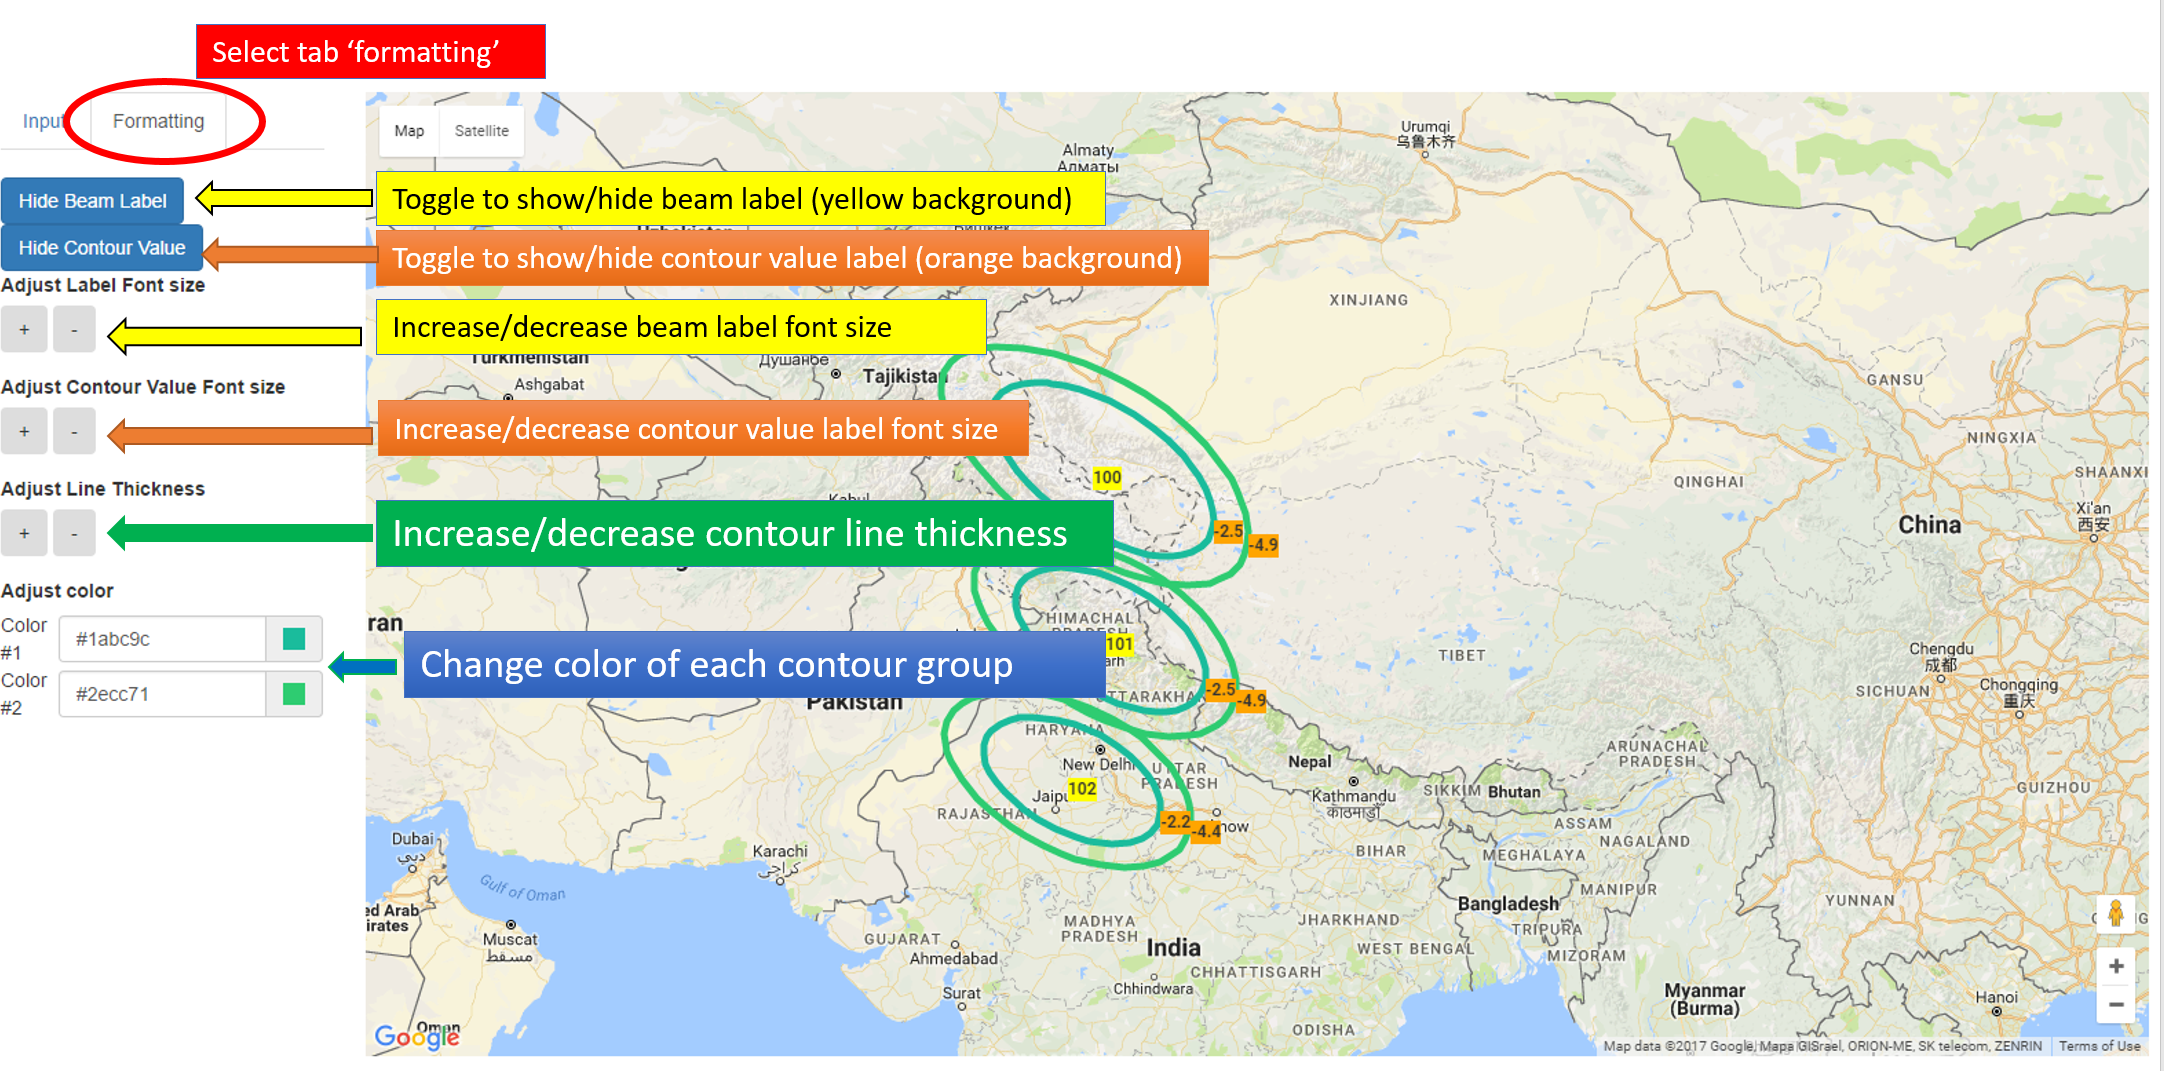 Select tab ‘formatting’
Input
Formatting
Hide Beam Label
Hide Contour Value
Adjust Label Font size
+ -
Adjust Contour Value Font size
+ -
Adjust Line Thickness
+ -
Adjust color
Color #1
#1abc9c
Color #2
#2ecc71
Map
Satellite
Toggle to show/hide beam label (yellow background)
Toggle to show/hide contour value label (orange background)
Increase/decrease beam label font size
Increase/decrease contour value label font size
Increase/decrease contour line thickness
Change color of each contour group
Urumqi
乌鲁木齐
Almaty
Алматы
XINJIANG
Turkmenistan
Ashgabat
Душанбе
Tajikistan
GANSU
NINGXIA
SHAANXI
QINGHAI
Xi'an
西安
China
100
-2.5
-4.9
HIMACHAL
PRADESH
101
arh
UTTARAKHA
-2.5
-4.9
ran
Pakistan
TIBET
Chengdu
成都
SICHUAN
Chongqing
重庆
HARYANA
New Delhi
UTTAR
PRADESH
Jaipu
102
RAJASTHAN
-2.2
-4.4
now
Nepal
Kathmandu
काठमाडौं
SIKKIM
Bhutan
ARUNACHAL
PRADESH
GUIZHOU
ASSAM
NAGALAND
MEGHALAYA
BIHAR
MANIPUR
Dubai
دبي
Karachi
كراچى
Gulf of Oman
ed Arab
irates
Muscat
مسقط
Oman
GUJARAT
Ahmedabad
MADHYA
PRADESH
India
JHARKHAND
WEST BENGAL
Bangladesh
TRIPURA
MIZORAM
YUNNAN
CHHATTISGARH
Chhindwara
Surat
ODISHA
Myanmar
(Burma)
Hanoi
+
−
Google
Map data ©2017 Google, Mapa GISrael, ORION-ME, SK telecom, ZENRIN
Terms of Use